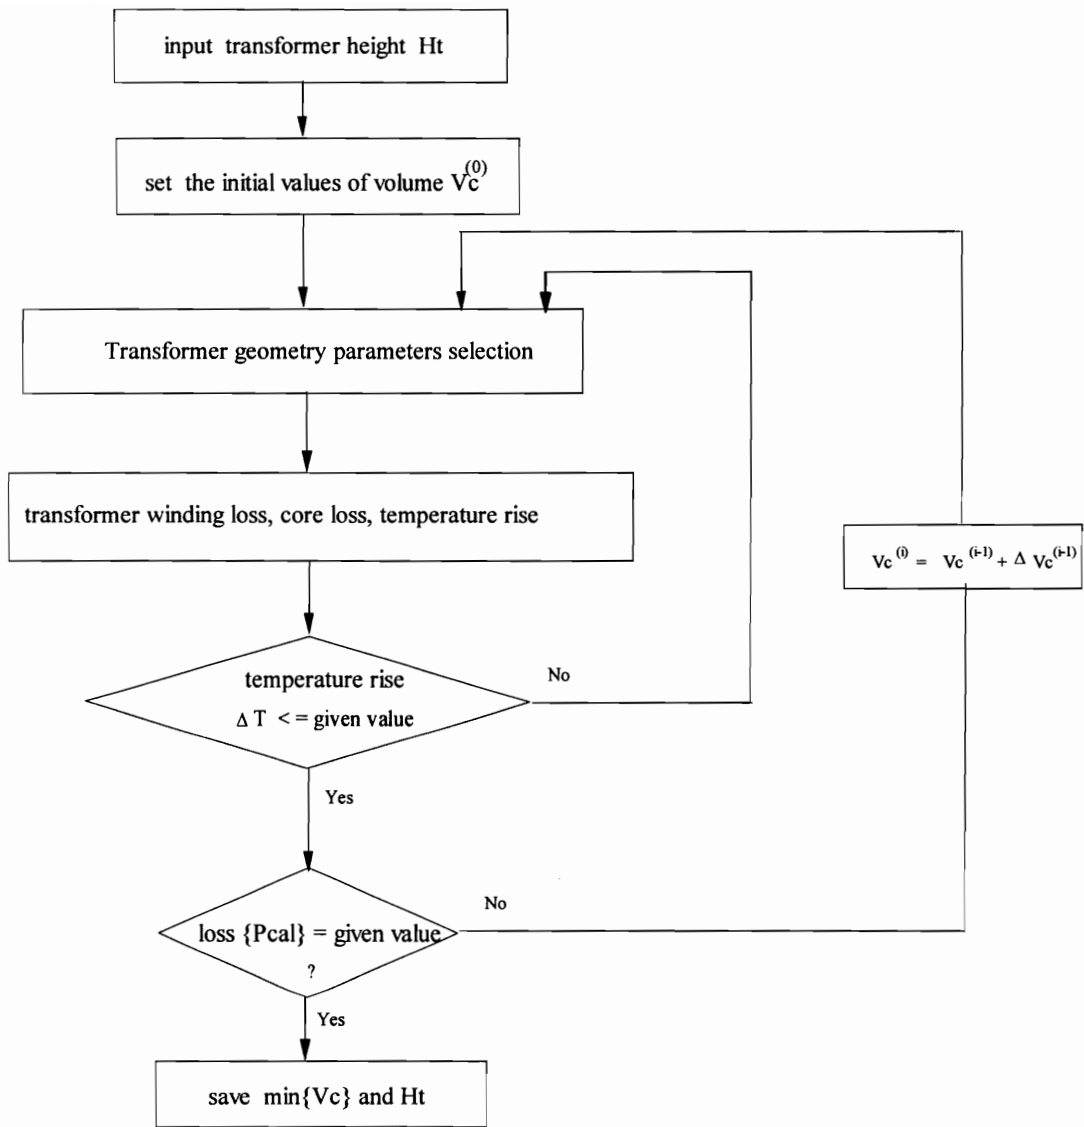 input transformer height Ht
set the initial values of volume Vc^(0)
Transformer geometry parameters selection
transformer winding loss, core loss, temperature rise
Vc^(i) = Vc^(i-1) + Δ Vc^(i-1)
temperature rise
Δ T < = given value
No
Yes
loss {Pcal} = given value
?
No
Yes
save min{Vc} and Ht